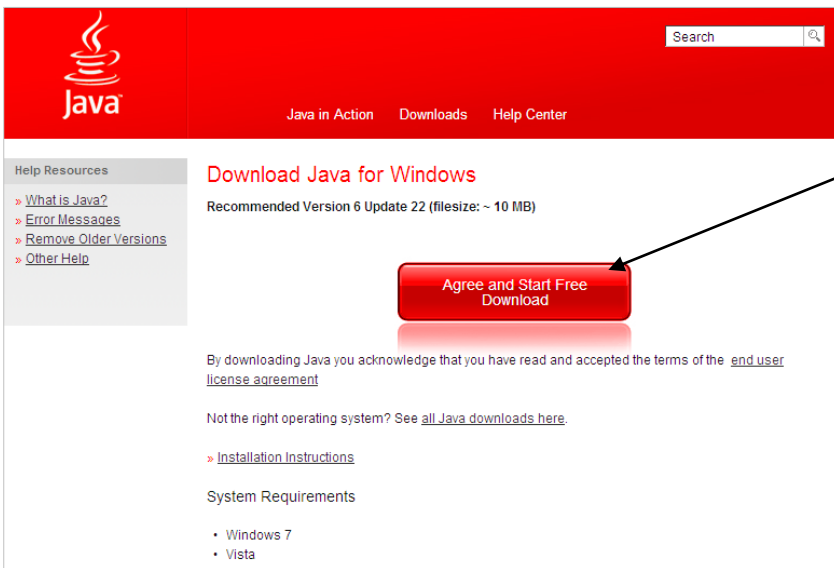 Java™
Search
Java in Action Downloads Help Center
Help Resources
» What is Java?
» Error Messages
» Remove Older Versions
» Other Help
Download Java for Windows
Recommended Version 6 Update 22 (filesize: ~ 10 MB)
Agree and Start Free
Download
By downloading Java you acknowledge that you have read and accepted the terms of the end user
license agreement
Not the right operating system? See all Java downloads here.
» Installation Instructions
System Requirements
• Windows 7
• Vista